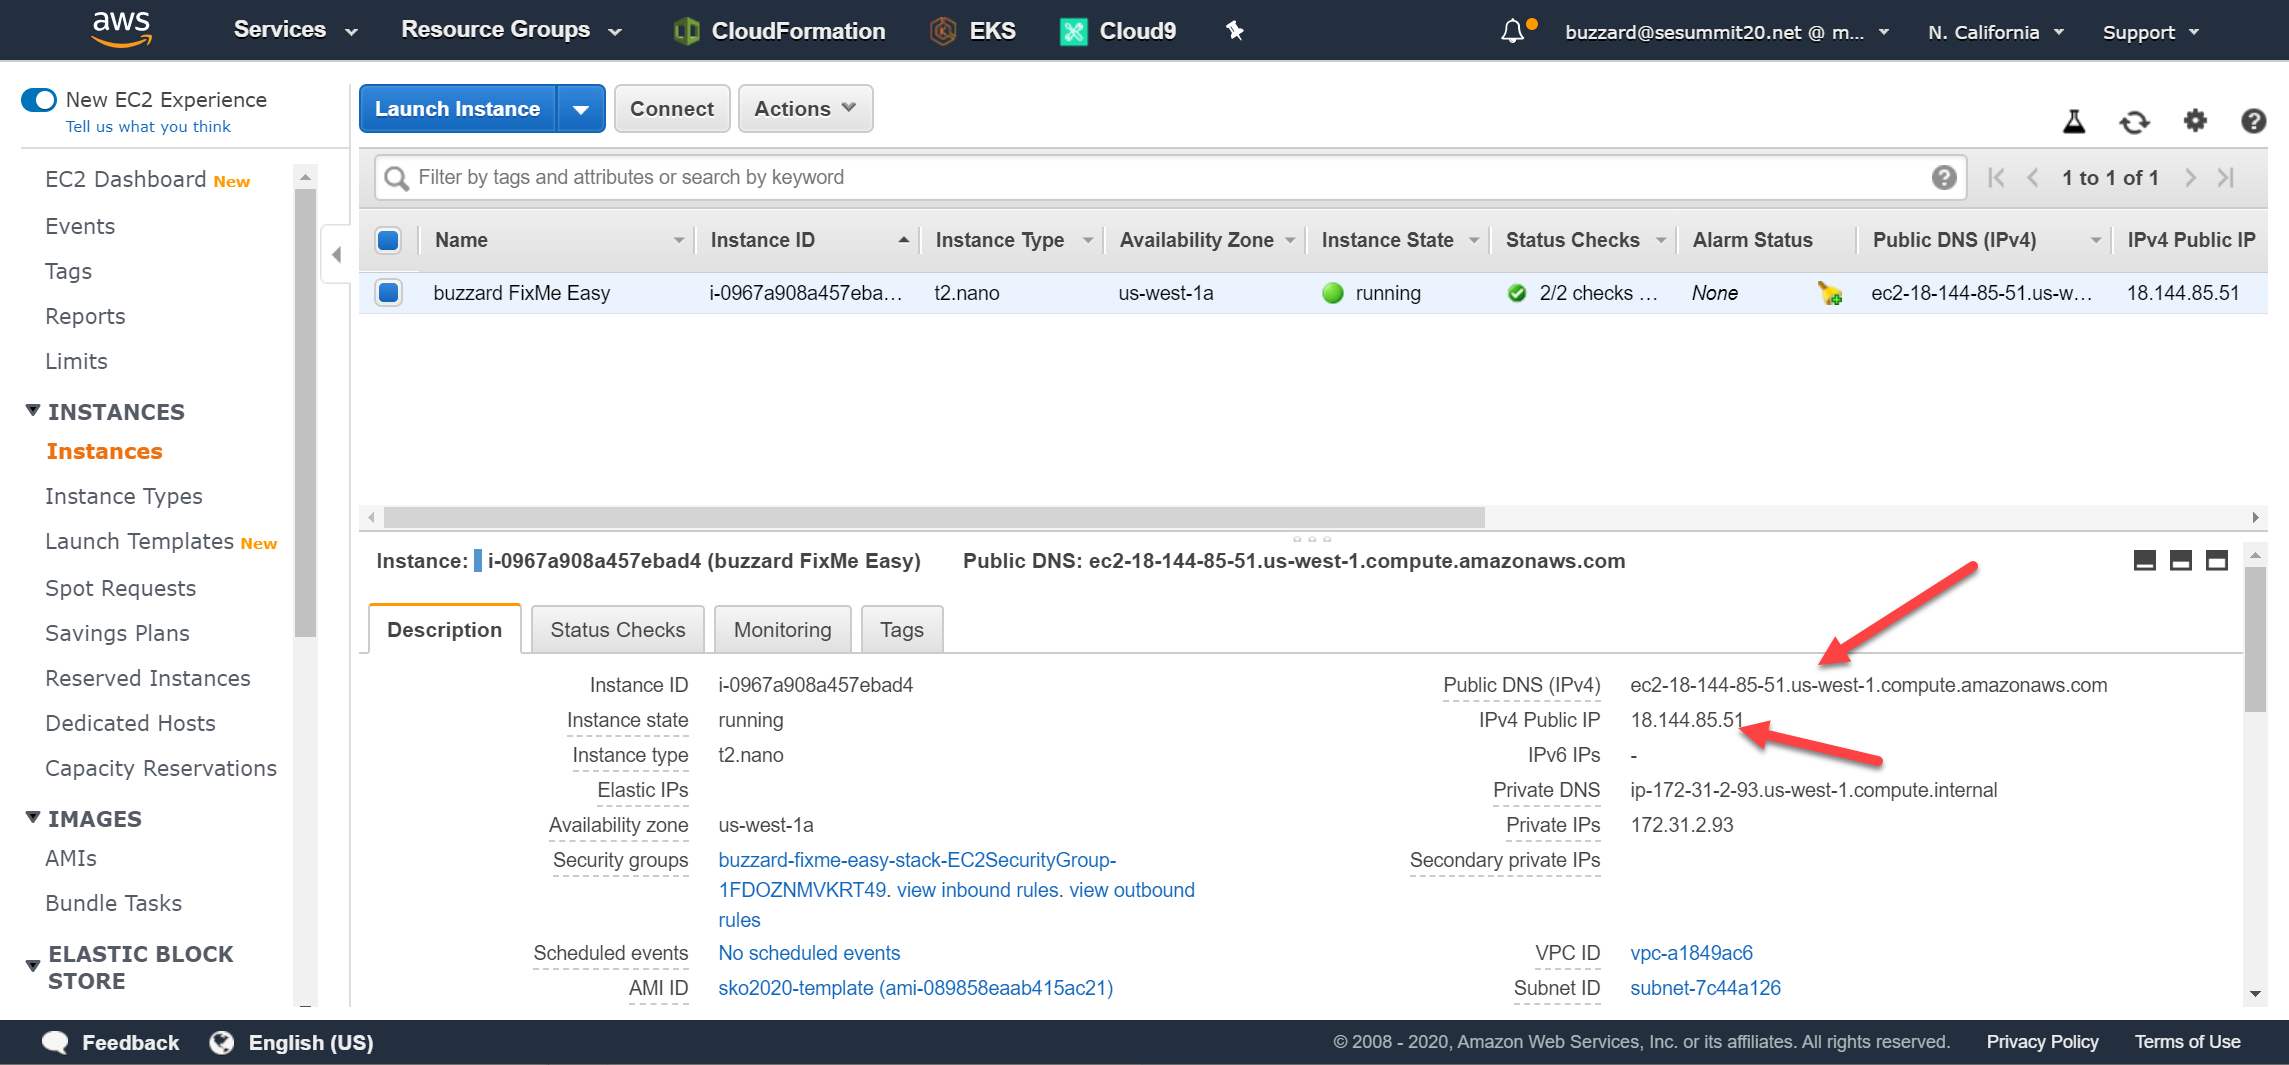 aws Services Resource Groups CloudFormation EKS Cloud9 buzzard@sesummit20.net @ m... N. California Support
New EC2 Experience
Tell us what you think
EC2 Dashboard New
Events
Tags
Reports
Limits
INSTANCES
Instances
Instance Types
Launch Templates New
Spot Requests
Savings Plans
Reserved Instances
Dedicated Hosts
Capacity Reservations
IMAGES
AMIs
Bundle Tasks
ELASTIC BLOCK
STORE
Launch Instance Connect Actions
Filter by tags and attributes or search by keyword 1 to 1 of 1
Name Instance ID Instance Type Availability Zone Instance State Status Checks Alarm Status Public DNS (IPv4) IPv4 Public IP
buzzard FixMe Easy i-0967a908a457eba... t2.nano us-west-1a running 2/2 checks ... None ec2-18-144-85-51.us-w... 18.144.85.51
Instance: i-0967a908a457ebad4 (buzzard FixMe Easy) Public DNS: ec2-18-144-85-51.us-west-1.compute.amazonaws.com
Description Status Checks Monitoring Tags
Instance ID i-0967a908a457ebad4 Public DNS (IPv4) ec2-18-144-85-51.us-west-1.compute.amazonaws.com
Instance state running IPv4 Public IP 18.144.85.51
Instance type t2.nano IPv6 IPs -
Elastic IPs Private DNS ip-172-31-2-93.us-west-1.compute.internal
Availability zone us-west-1a Private IPs 172.31.2.93
Security groups buzzard-fixme-easy-stack-EC2SecurityGroup- Secondary private IPs
1FDOZNMVKRT49. view inbound rules. view outbound
rules
Scheduled events No scheduled events VPC ID vpc-a1849ac6
AMI ID sko2020-template (ami-089858eaab415ac21) Subnet ID subnet-7c44a126
Feedback English (US) © 2008 - 2020, Amazon Web Services, Inc. or its affiliates. All rights reserved. Privacy Policy Terms of Use